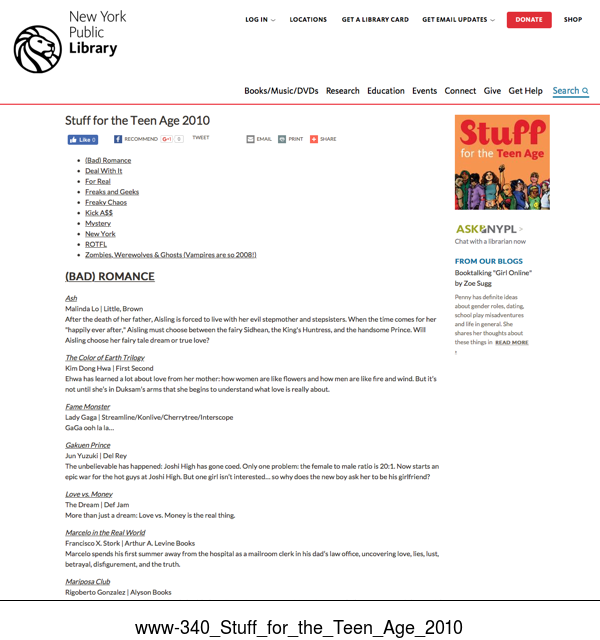 New York
Public
Library
LOG IN
LOCATIONS
GET A LIBRARY CARD
GET EMAIL UPDATES
DONATE
SHOP
Books/Music/DVDs Research Education Events Connect Give Get Help Search
Stuff for the Teen Age 2010
Like 0
RECOMMEND
G+1 0
TWEET
EMAIL
PRINT
SHARE
(Bad) Romance
Deal With It
For Real
Freaks and Geeks
Freaky Chaos
Kick A$$
Mystery
New York
ROTFL
Zombies, Werewolves & Ghosts (Vampires are so 2008!)
(BAD) ROMANCE
Ash
Malinda Lo | Little, Brown
After the death of her father, Aisling is forced to live with her evil stepmother and stepsisters. When the time comes for her
"happily ever after," Aisling must choose between the fairy Sidhean, the King's Huntress, and the handsome Prince. Will
Aisling choose her fairy tale dream or true love?
The Color of Earth Trilogy
Kim Dong Hwa | First Second
Ehwa has learned a lot about love from her mother: how women are like flowers and how men are like fire and wind. But it's
not until she's in Duksam's arms that she begins to understand what love is really about.
Fame Monster
Lady Gaga | Streamline/Konlive/Cherrytree/Interscope
GaGa ooh la la...
Gakuen Prince
Jun Yuzuki | Del Rey
The unbelievable has happened: Joshi High has gone coed. Only one problem: the female to male ratio is 20:1. Now starts an
epic war for the hot guys at Joshi High. But one girl isn't interested... so why does the new boy ask her to be his girlfriend?
Love vs. Money
The Dream | Def Jam
More than just a dream: Love vs. Money is the real thing.
Marcelo in the Real World
Francisco X. Stork | Arthur A. Levine Books
Marcelo spends his first summer away from the hospital as a mailroom clerk in his dad's law office, uncovering love, lies, lust,
betrayal, disfigurement, and the truth.
Mariposa Club
Rigoberto Gonzalez | Alyson Books
Stuff
for the Teen Age
ASK NYPL >
Chat with a librarian now
FROM OUR BLOGS
Booktalking "Girl Online"
by Zoe Sugg
Penny has definite ideas
about gender roles, dating,
school play misadventures
and life in general. She
shares her thoughts about
these things in READ MORE
www-340_Stuff_for_the_Teen_Age_2010